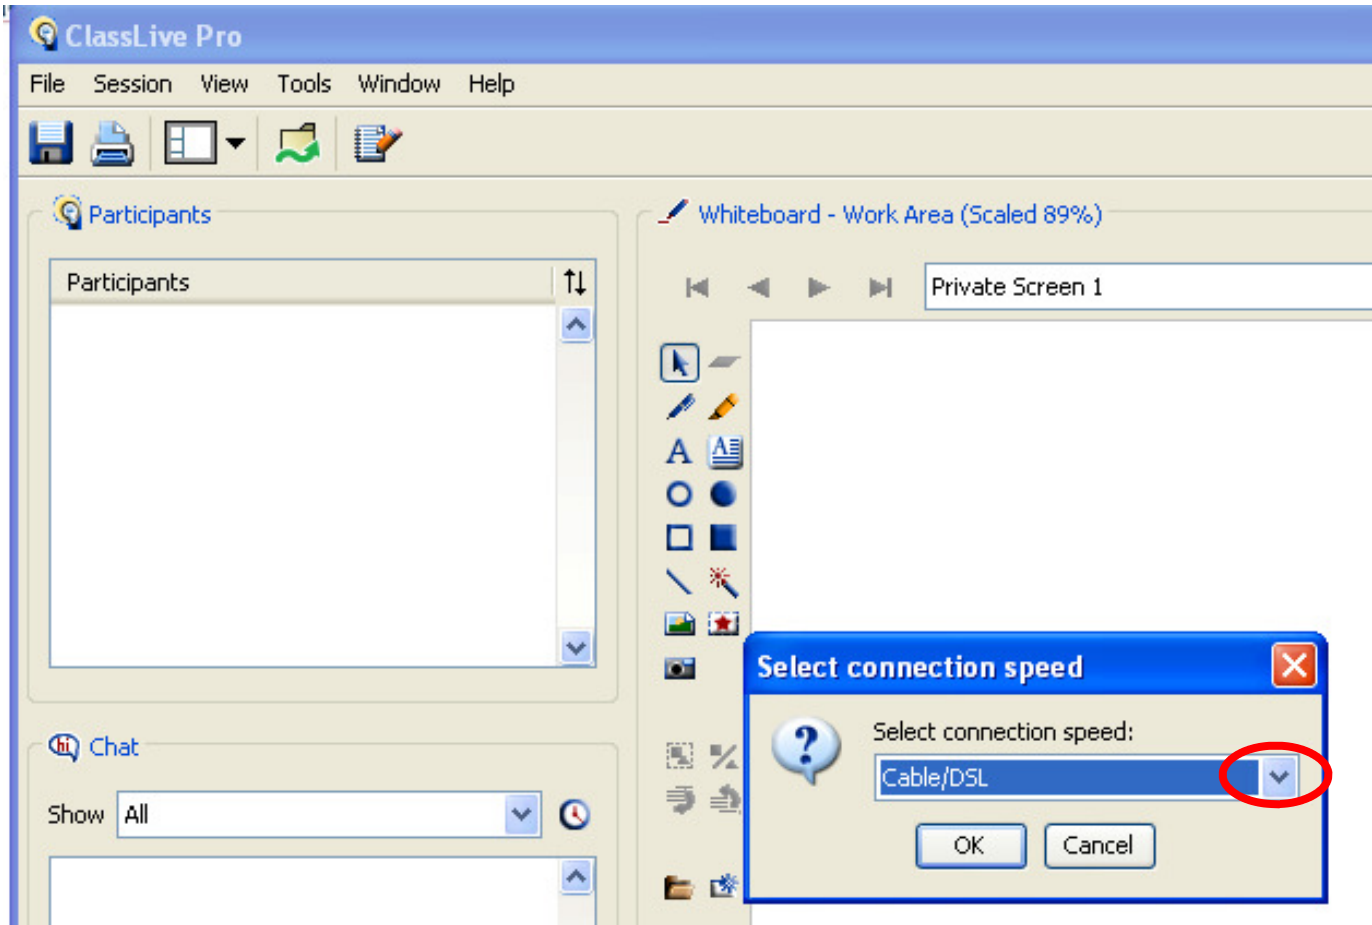 ClassLive Pro
File Session View Tools Window Help
Participants
Participants
Whiteboard - Work Area (Scaled 89%)
Private Screen 1
A A
Select connection speed
Select connection speed:
Cable/DSL
OK Cancel
hi Chat
Show All